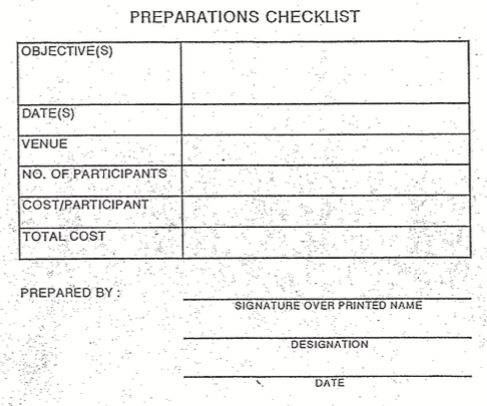 PREPARATIONS CHECKLIST
OBJECTIVE(S)
DATE(S)
VENUE
NO. OF PARTICIPANTS
COST/PARTICIPANT
TOTAL COST
PREPARED BY :
SIGNATURE OVER PRINTED NAME
DESIGNATION
DATE